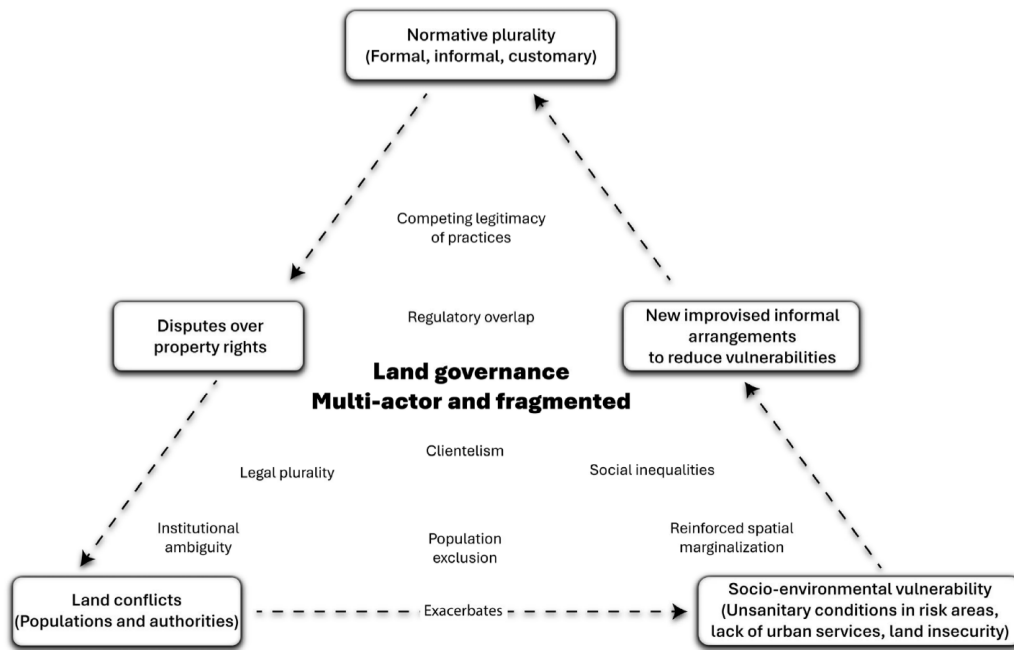 Normative plurality
(Formal, informal, customary)
Competing legitimacy
of practices
Disputes over
property rights
Regulatory overlap
New improvised informal
arrangements
to reduce vulnerabilities
Land governance
Multi-actor and fragmented
Clientelism
Legal plurality
Social inequalities
Institutional
ambiguity
Population
exclusion
Reinforced spatial
marginalization
Land conflicts
(Populations and authorities)
Exacerbates
Socio-environmental vulnerability
(Unsanitary conditions in risk areas,
lack of urban services, land insecurity)